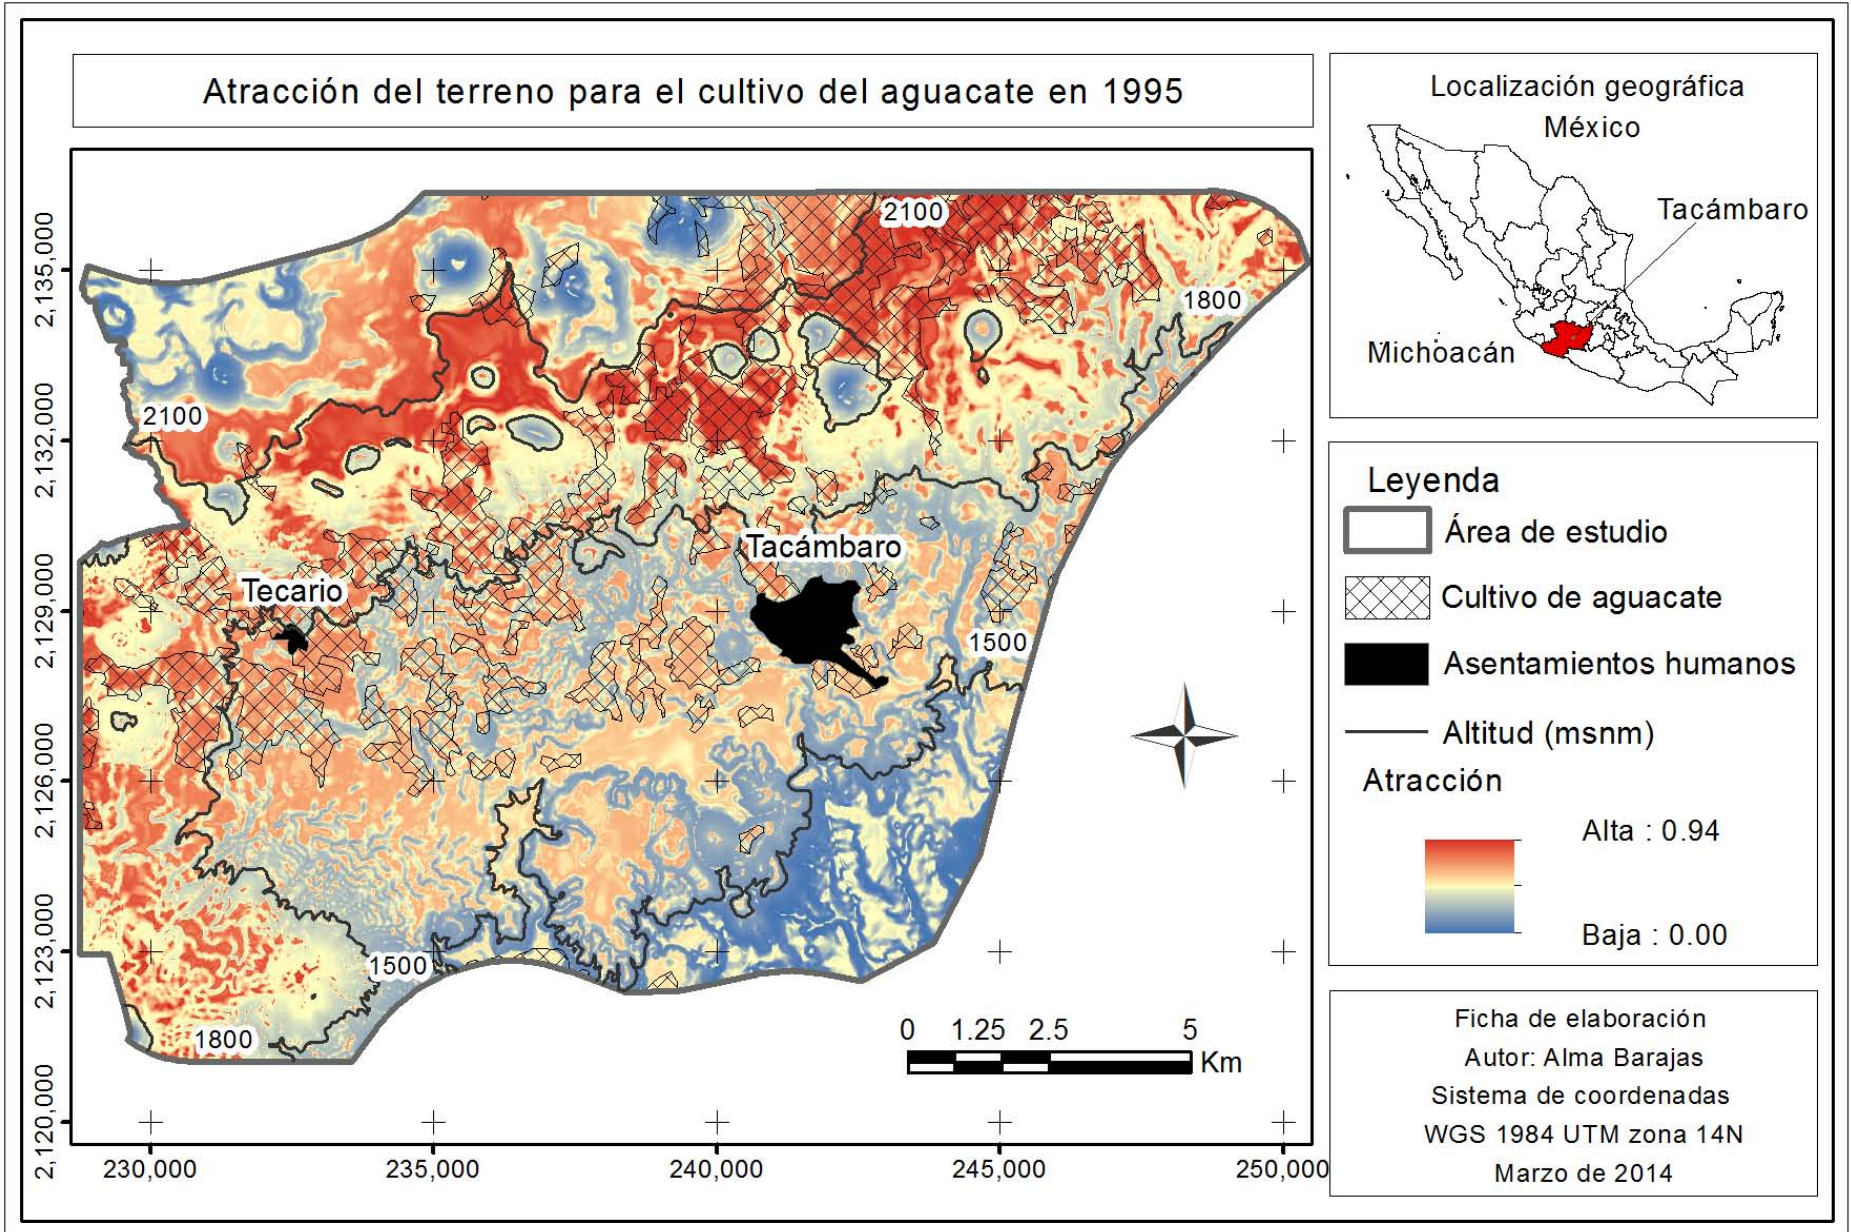 Atracción del terreno para el cultivo del aguacate en 1995
Localización geográfica
México
Tacámbaro
Michoacán
2100
1800
2100
Tacámbaro
Tecario
1500
1500
1800
2,135,000
2,132,000
2,129,000
2,126,000
2,123,000
2,120,000
230,000
235,000
240,000
245,000
250,000
0 1.25 2.5 5
Km
Leyenda
Área de estudio
Cultivo de aguacate
Asentamientos humanos
Altitud (msnm)
Atracción
Alta : 0.94
Baja : 0.00
Ficha de elaboración
Autor: Alma Barajas
Sistema de coordenadas
WGS 1984 UTM zona 14N
Marzo de 2014